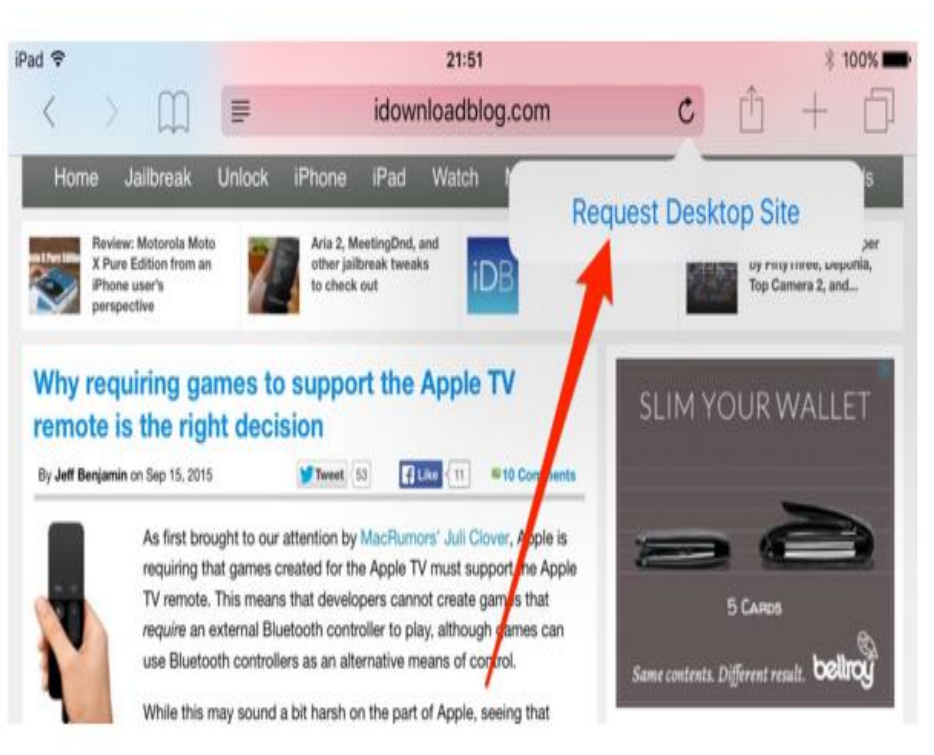 iPad 21:51 100%
idownloadblog.com
Home Jailbreak Unlock iPhone iPad Watch
Request Desktop Site
Review: Motorola Moto
X Pure Edition from an
iPhone user's
perspective
Aria 2, MeetingDnd, and
other jailbreak tweaks
to check out
iDB
by FiftyThree, Deponia,
Top Camera 2, and...
Why requiring games to support the Apple TV
remote is the right decision
By Jeff Benjamin on Sep 15, 2015
Tweet 53
Like 11
10 Comments
As first brought to our attention by MacRumors' Juli Clover, Apple is
requiring that games created for the Apple TV must support the Apple
TV remote. This means that developers cannot create games that
require an external Bluetooth controller to play, although games can
use Bluetooth controllers as an alternative means of control.
While this may sound a bit harsh on the part of Apple, seeing that
SLIM YOUR WALLET
5 CARDS
Same contents. Different result. bellroy